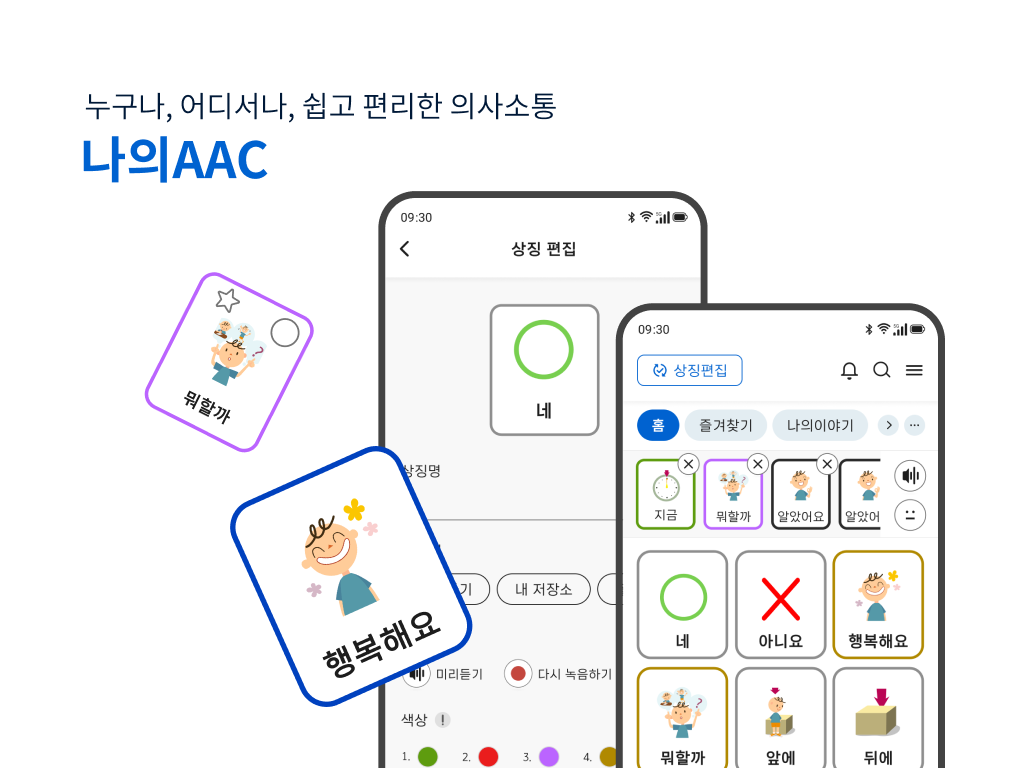 누구나, 어디서나, 쉽고 편리한 의사소통
나의AAC
09:30
상징 편집
네
상징명
기
내 저장소
미리듣기
다시 녹음하기
색상 !
1. 2. 3. 4.
뭐할까
행복해요
09:30
상징편집
홈 즐겨찾기 나의이야기
지금 뭐할까 알았어요 알았어
네 아니요 행복해요
뭐할까 앞에 뒤에